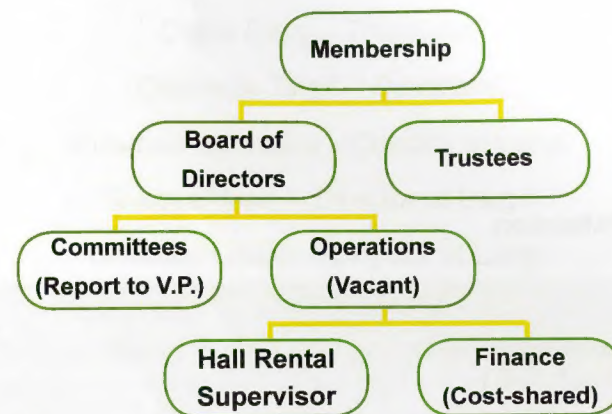 Membership
Board of
Directors
Trustees
Committees
(Report to V.P.)
Operations
(Vacant)
Hall Rental
Supervisor
Finance
(Cost-shared)